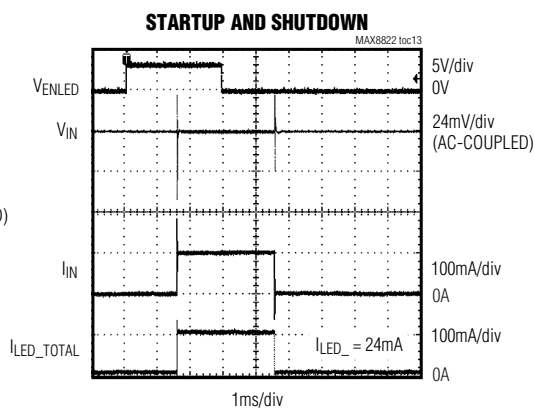 STARTUP AND SHUTDOWN
MAX8822 toc13
VENLED
5V/div
0V
VIN
24mV/div
(AC-COUPLED)
)
IIN
100mA/div
0A
ILED_TOTAL
ILED_ = 24mA
100mA/div
0A
1ms/div